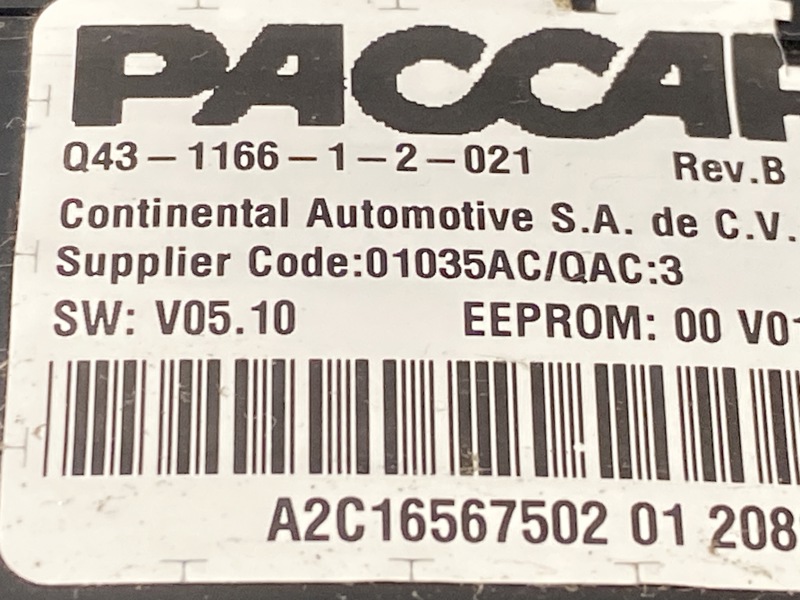 PACCAR
Q43-1166-1-2-021 Rev.B
Continental Automotive S.A. de C.V.
Supplier Code:01035AC/QAC:3
SW: V05.10 EEPROM: 00 V01
A2C16567502 01 208